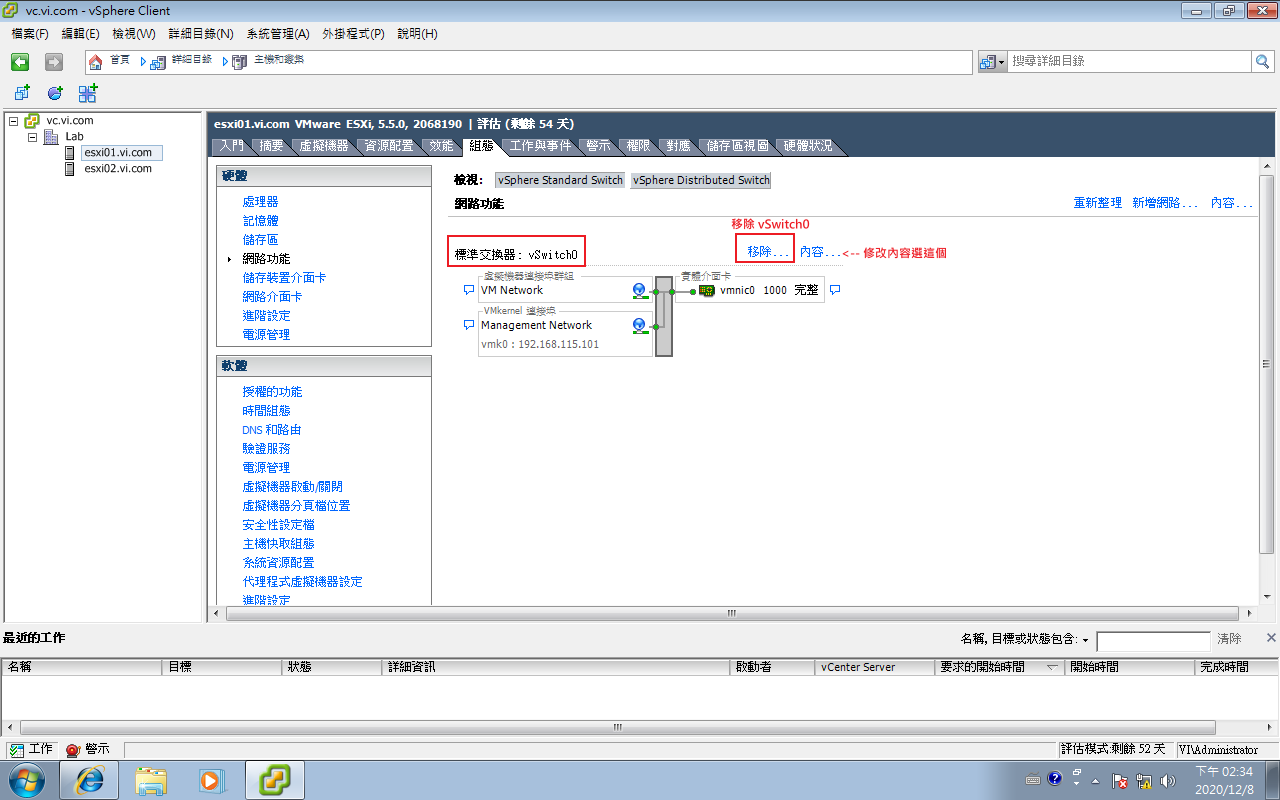 vc.vi.com - vSphere Client
檔案(F) 編輯(E) 檢視(W) 詳細目錄(N) 系統管理(A) 外掛程式(P) 說明(H)
首頁 詳細目錄 主機和叢集 搜尋詳細目錄
vc.vi.com
Lab
esxi01.vi.com
esxi02.vi.com
esxi01.vi.com VMware ESXi, 5.5.0, 2068190 | 評估 (剩餘 54 天)
入門 摘要 虛擬機器 資源配置 效能 組態 工作與事件 警示 權限 對應 儲存區視圖 硬體狀況
硬體
處理器
記憶體
儲存區
網路功能
儲存裝置介面卡
網路介面卡
進階設定
電源管理
軟體
授權的功能
時間組態
DNS 和路由
驗證服務
電源管理
虛擬機器啟動/關閉
虛擬機器分頁檔位置
安全性設定檔
主機快取組態
系統資源配置
代理程式虛擬機器設定
進階設定
檢視: vSphere Standard Switch vSphere Distributed Switch
網路功能
重新整理 新增網路... 內容...
移除 vSwitch0
標準交換器: vSwitch0 移除... 內容... <-- 修改內容選這個
虛擬機器連接埠群組 實體介面卡
VM Network vmnic0 1000 完整
VMkernel 連接埠
Management Network
vmk0 : 192.168.115.101
最近的工作 名稱, 目標或狀態包含: 清除
名稱 目標 狀態 詳細資訊 啟動者 vCenter Server 要求的開始時間 開始時間 完成時間
工作 警示 評估模式:剩餘 52 天 VI\Administrator
下午 02:34
2020/12/8